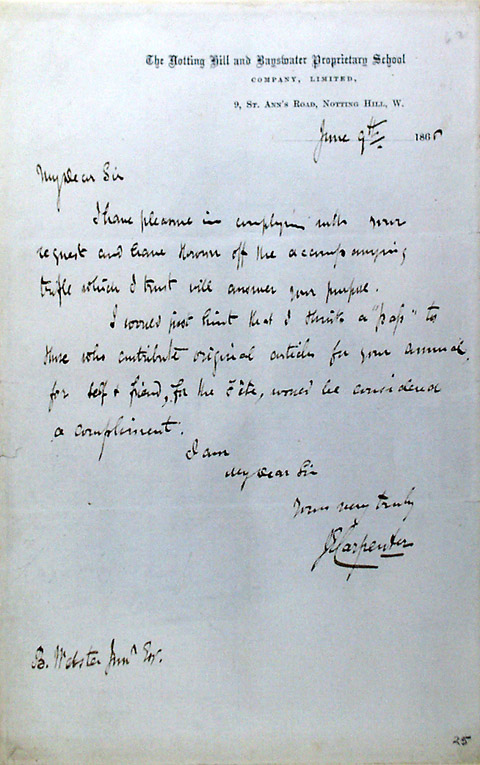 The Notting Hill and Bayswater Proprietary School
COMPANY, LIMITED,
9, ST. ANN'S ROAD, NOTTING HILL, W.
June 9th 1865
My dear Sir
I have pleasure in complying with your
request and have thrown off the accompanying
trifle which I trust will answer your purpose.
I would just hint that I think a "pass" to
those who contribute original articles for your annual,
for self & friend, for the Fête, would be considered
a compliment.
I am
My dear Sir
Yours very truly
J E Carpenter
B. Webster Junr Esq.
25